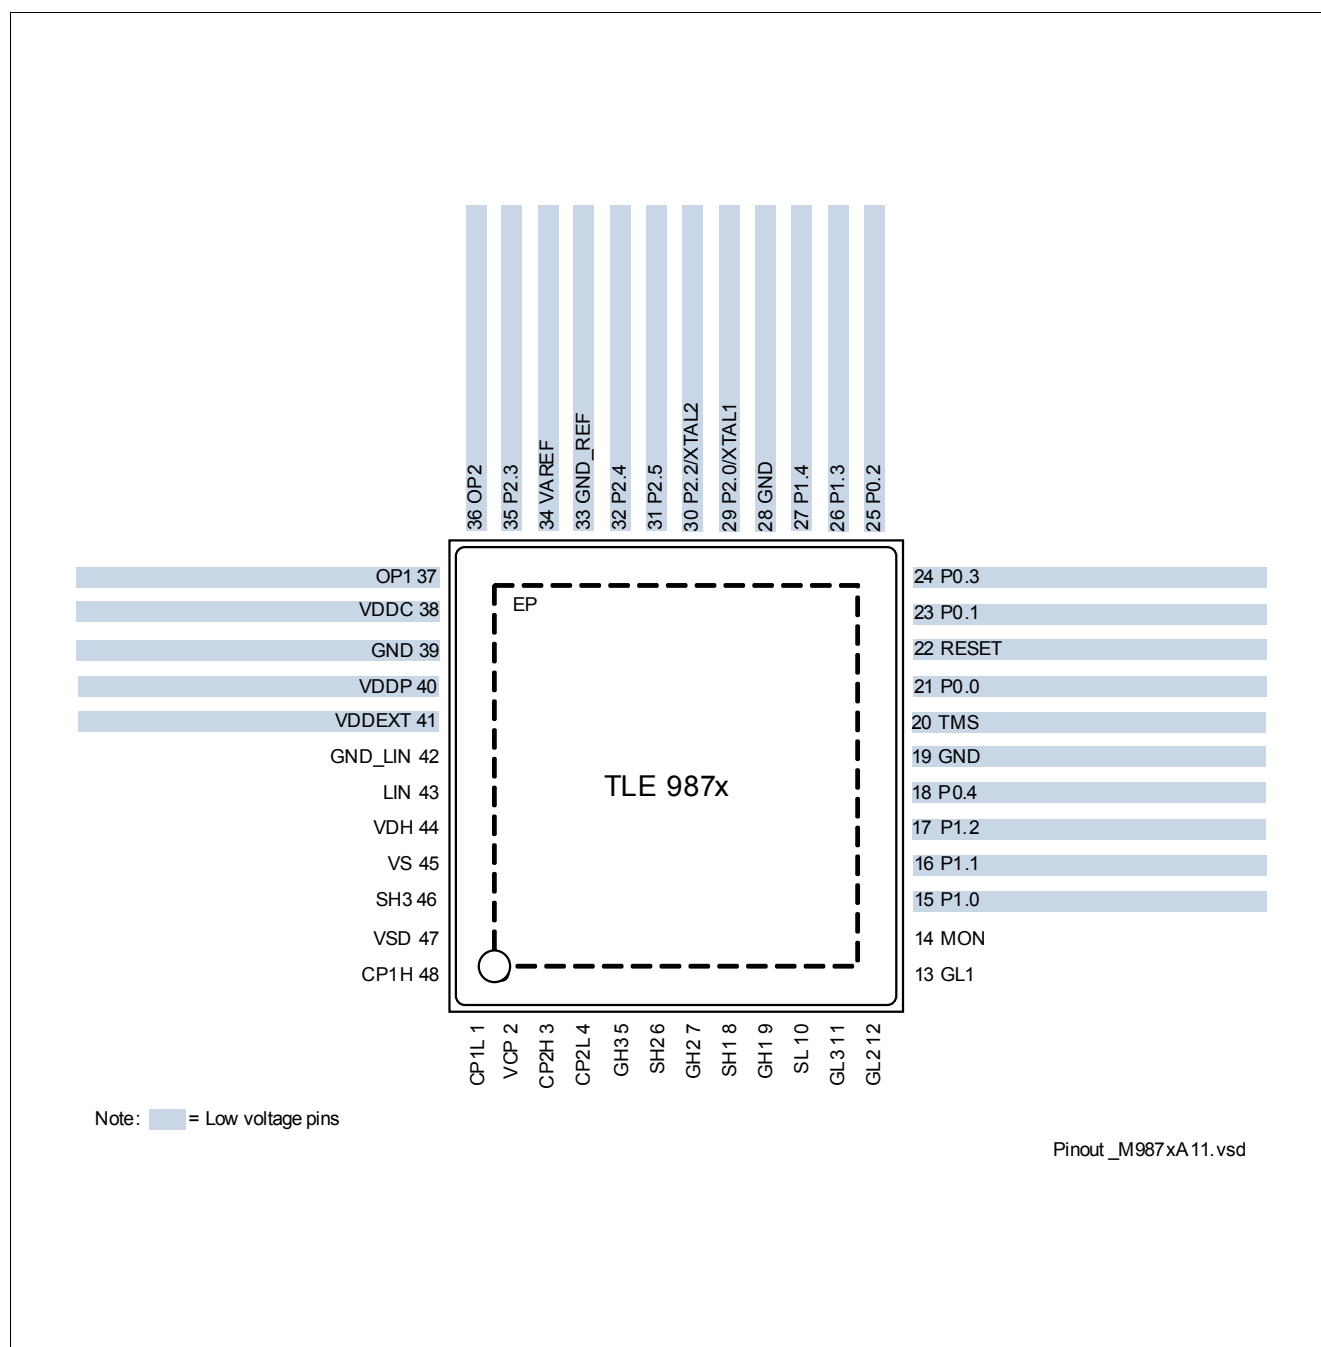 36 OP2
35 P2.3
34 VAREF
33 GND_REF
32 P2.4
31 P2.5
30 P2.2/XTAL2
29 P2.0/XTAL1
28 GND
27 P1.4
26 P1.3
25 P0.2
OP1 37
VDDC 38
GND 39
VDDP 40
VDDEXT 41
GND_LIN 42
LIN 43
VDH 44
VS 45
SH3 46
VSD 47
CP1H 48
EP
TLE 987x
24 P0.3
23 P0.1
22 RESET
21 P0.0
20 TMS
19 GND
18 P0.4
17 P1.2
16 P1.1
15 P1.0
14 MON
13 GL1
CP1L 1
VCP 2
CP2H 3
CP2L 4
GH3 5
SH2 6
GH2 7
SH1 8
GH1 9
SL 10
GL3 11
GL2 12
Note: = Low voltage pins
Pinout_M987xA11.vsd